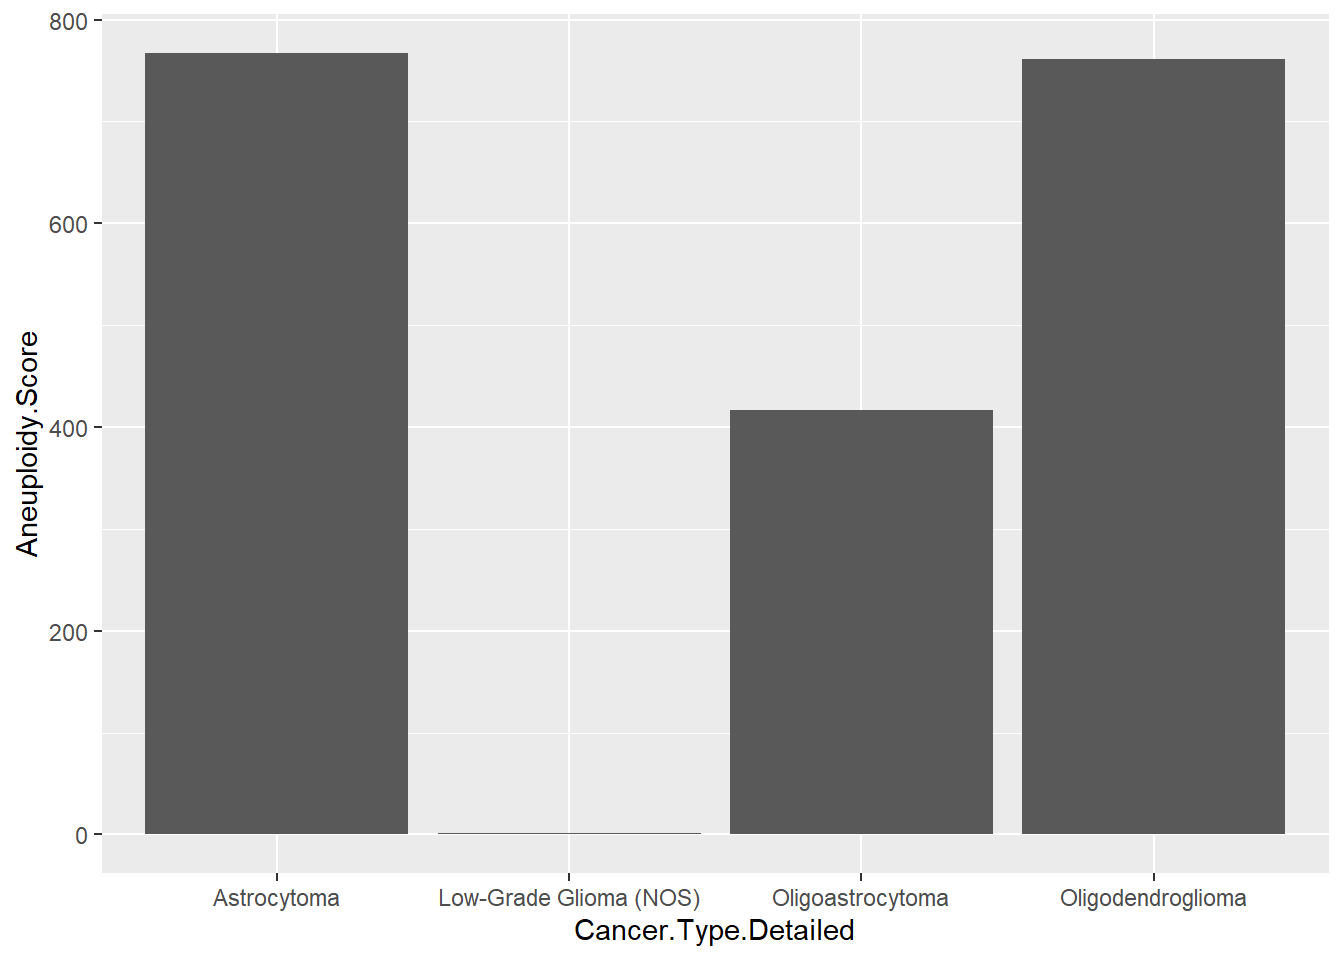 800
600
400
200
0
Aneuploidy.Score
Astrocytoma
Low-Grade Glioma (NOS)
Oligoastrocytoma
Oligodendroglioma
Cancer.Type.Detailed